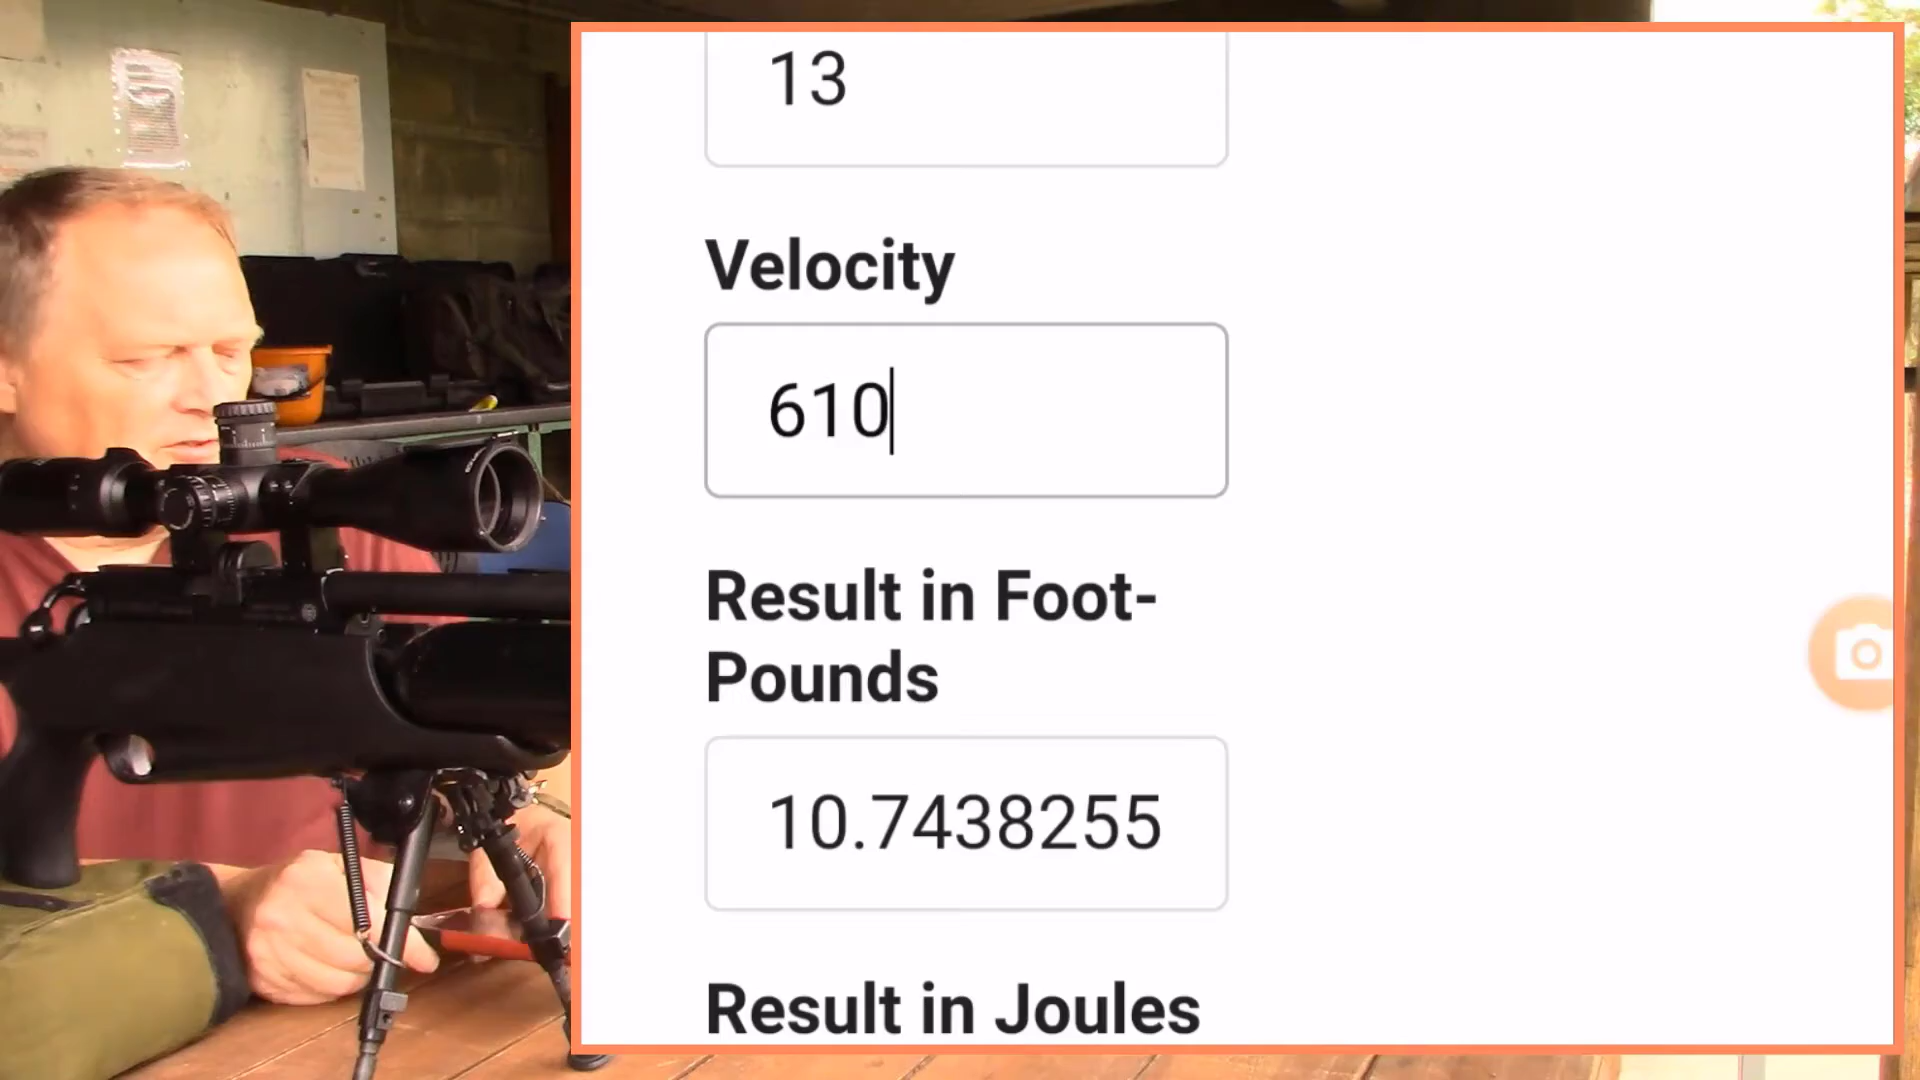 13
Velocity
610
Result in Foot-
Pounds
10.7438255
Result in Joules